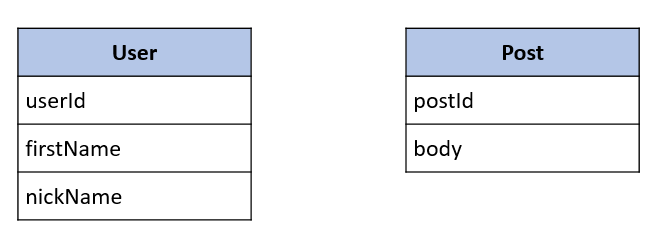 User
userId
firstName
nickName
Post
postId
body